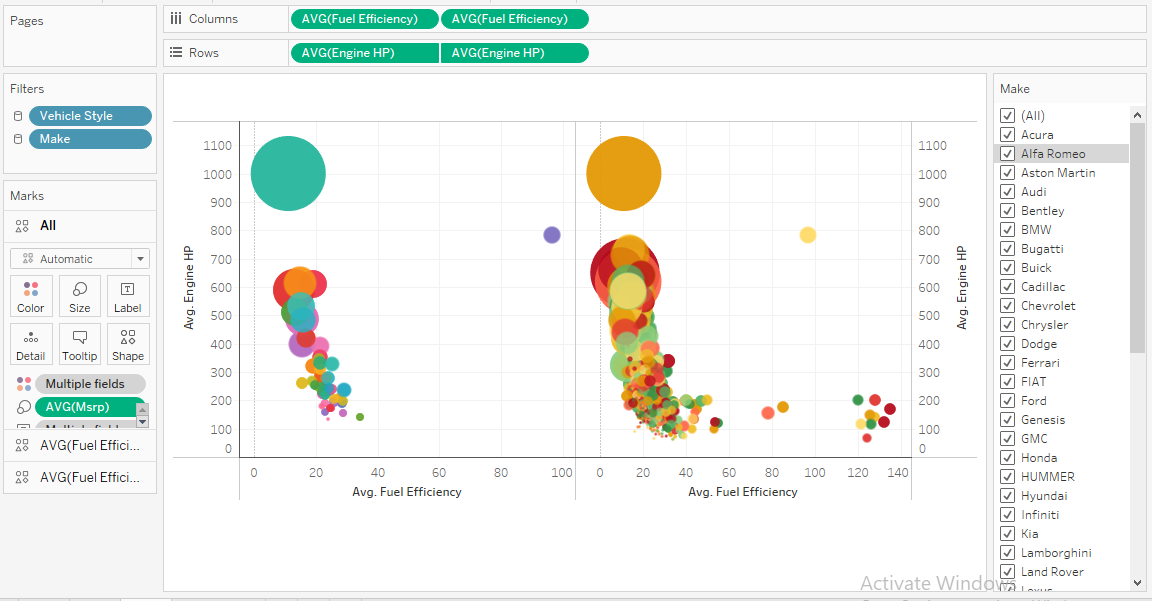 Pages
Columns AVG(Fuel Efficiency) AVG(Fuel Efficiency)
Rows AVG(Engine HP) AVG(Engine HP)
Filters
Vehicle Style
Make
Marks
All
Automatic
Color Size Label
Detail Tooltip Shape
Multiple fields
AVG(Msrp)
Multiple fields
AVG(Fuel Effici...
AVG(Fuel Effici...
Avg. Engine HP
1100
1000
900
800
700
600
500
400
300
200
100
0
0 20 40 60 80 100
Avg. Fuel Efficiency
0 20 40 60 80 100 120 140
Avg. Fuel Efficiency
1100
1000
900
800
700
600
500
400
300
200
100
0
Avg. Engine HP
Make
(All)
Acura
Alfa Romeo
Aston Martin
Audi
Bentley
BMW
Bugatti
Buick
Cadillac
Chevrolet
Chrysler
Dodge
Ferrari
FIAT
Ford
Genesis
GMC
Honda
HUMMER
Hyundai
Infiniti
Kia
Lamborghini
Land Rover
Lexus
Activate Windows